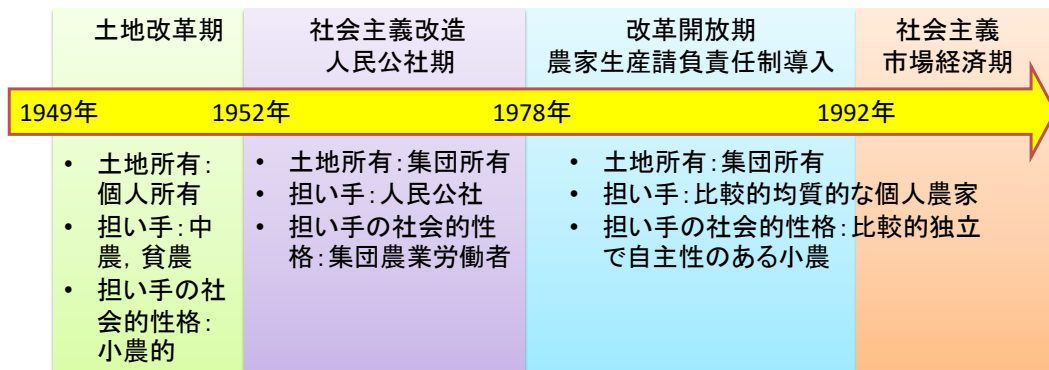 土地改革期
社会主義改造
人民公社期
改革開放期
農家生産請負責任制導入
社会主義
市場経済期
1949年
1952年
1978年
1992年
• 土地所有:
個人所有
• 担い手:中
農, 貧農
• 担い手の社
会的性格:
小農的
• 土地所有:集団所有
• 担い手:人民公社
• 担い手の社会的性
格:集団農業労働者
• 土地所有:集団所有
• 担い手:比較的均質的な個人農家
• 担い手の社会的性格:比較的独立
で自主性のある小農